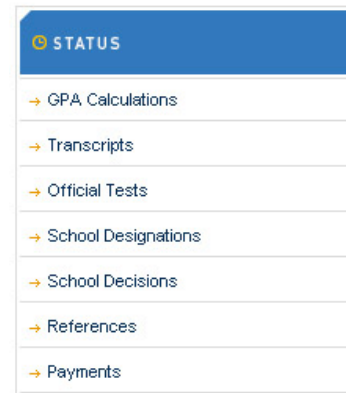 STATUS
→ GPA Calculations
→ Transcripts
→ Official Tests
→ School Designations
→ School Decisions
→ References
→ Payments